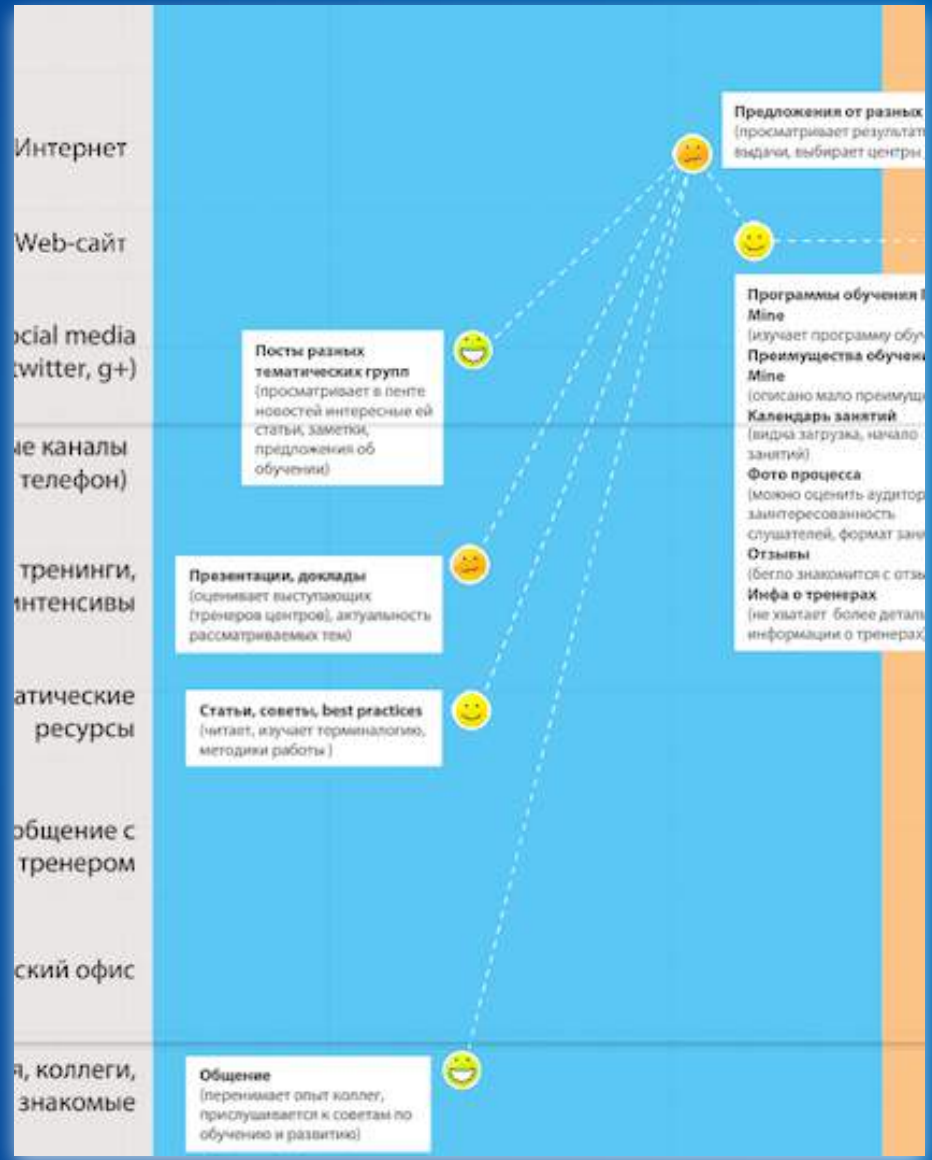 Интернет
Web-сайт
ocial media
twitter, g+)
ые каналы
телефон)
тренинги,
интенсивы
атические
ресурсы
общение с
тренером
ский офис
я, коллеги,
знакомые
Посты разных
тематических групп
(просматривает в ленте
новостей интересные ей
статьи, заметки,
предложения об
обучении)
Презентации, доклады
(оценивает выступающих
(тренеров центров), актуальность
рассматриваемых тем)
Статьи, советы, best practices
(читает, изучает терминалогию,
методики работы )
Общение
(перенимает опыт коллег,
прислушивается к советам по
обучению и развитию)
Предложения от разных
(просматривает результат
выдачи, выбирает центры
Программы обучения
Mine
(изучает программу обу
Преимущества обучен
Mine
(описано мало преимущ
Календарь занятий
(видна загрузка, начало
занятий)
Фото процесса
(можно оценить аудитор
заинтересованность
слушателей, формат зан
Отзывы
(бегло знакомится с отзы
Инфа о тренерах
(не хватает более деталь
информации о тренерах)